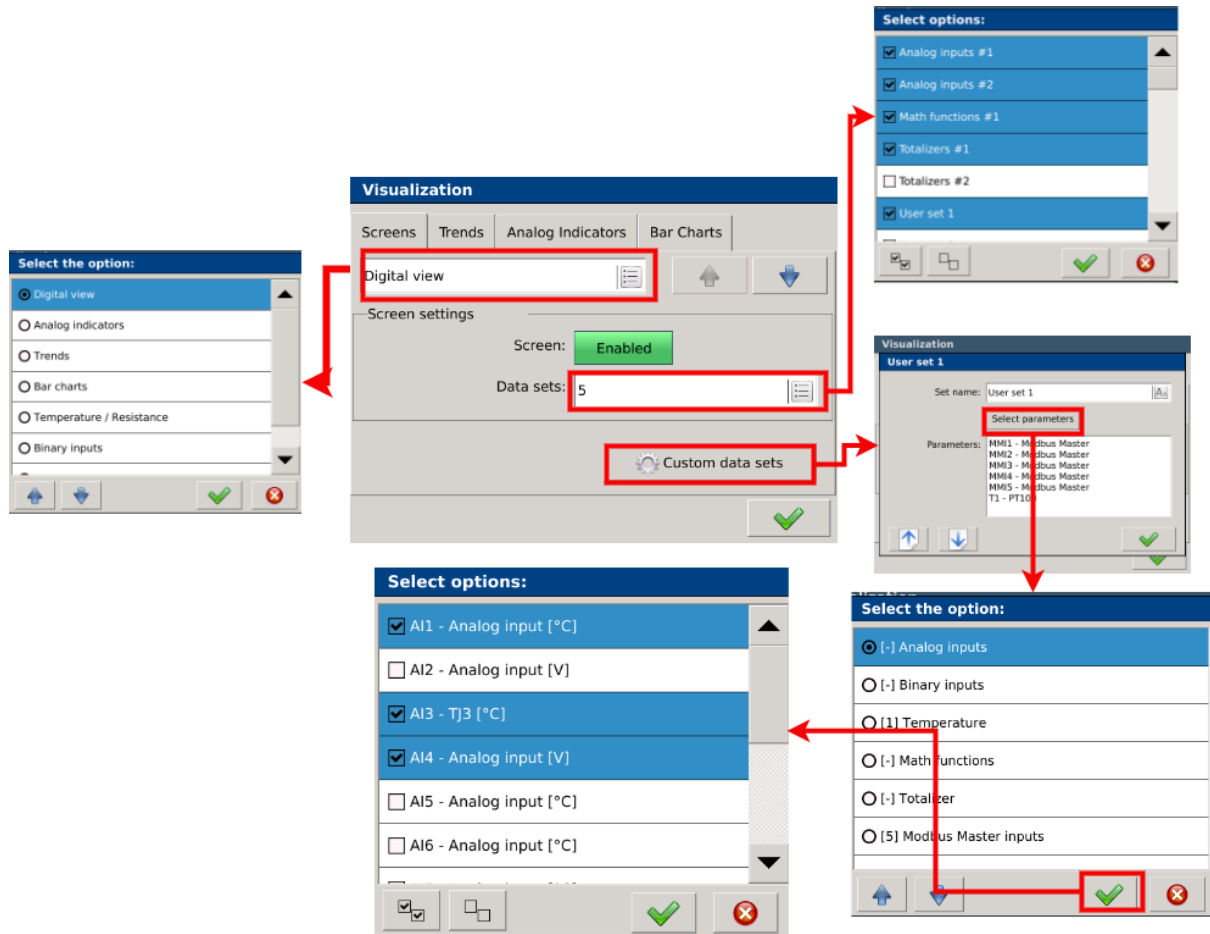 Select options:
Analog inputs #1
Analog inputs #2
Math functions #1
Totalizers #1
Totalizers #2
User set 1
Visualization
Screens Trends Analog Indicators Bar Charts
Digital view
Screen settings
Screen: Enabled
Data sets: 5
Custom data sets
Select the option:
Digital view
Analog indicators
Trends
Bar charts
Temperature / Resistance
Binary inputs
Visualization
User set 1
Set name: User set 1
Select parameters
Parameters: MMI1 - Modbus Master
MMI2 - Modbus Master
MMI3 - Modbus Master
MMI4 - Modbus Master
MMI5 - Modbus Master
T1 - PT100
Select options:
AI1 - Analog input [°C]
AI2 - Analog input [V]
AI3 - TJ3 [°C]
AI4 - Analog input [V]
AI5 - Analog input [°C]
AI6 - Analog input [°C]
Select the option:
[-] Analog inputs
[-] Binary inputs
[1] Temperature
[-] Math functions
[-] Totalizer
[5] Modbus Master inputs